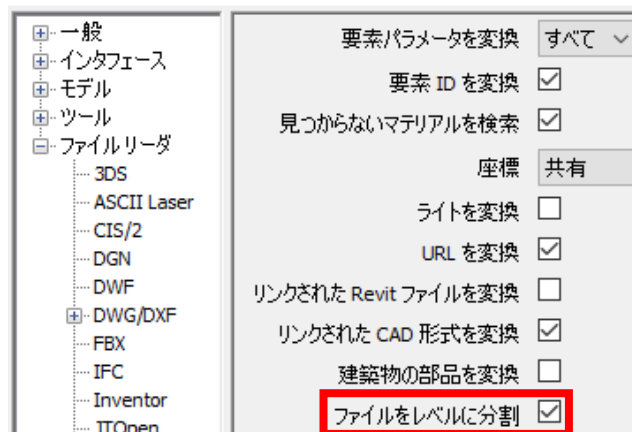 一般
インタフェース
モデル
ツール
ファイル リーダ
3DS
ASCII Laser
CIS/2
DGN
DWF
DWG/DXF
FBX
IFC
Inventor
JTOpen
要素パラメータを変換 すべて
要素 ID を変換
見つからないマテリアルを検索
座標 共有
ライトを変換
URL を変換
リンクされた Revit ファイルを変換
リンクされた CAD 形式を変換
建築物の部品を変換
ファイルをレベルに分割